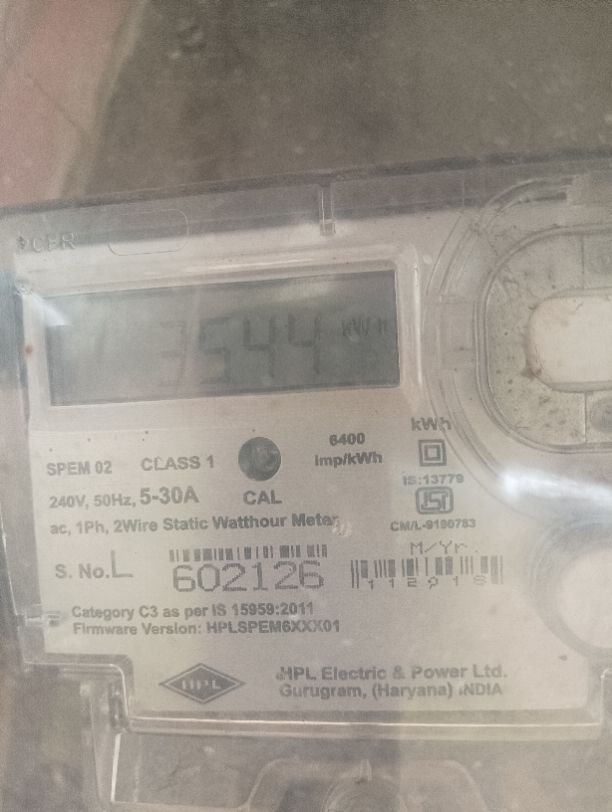 3544 kWH
6400
imp/kWh
kWh
SPEM 02 CLASS 1
IS:13779
240V, 50Hz, 5-30A CAL
ISI
CM/L-9190783
ac, 1Ph, 2Wire Static Watthour Meter
M/Yr.
S. No. L 602126
Category C3 as per IS 15959:2011
Firmware Version: HPLSPEM6XXX01
HPL
HPL Electric & Power Ltd.
Gurugram, (Haryana) INDIA